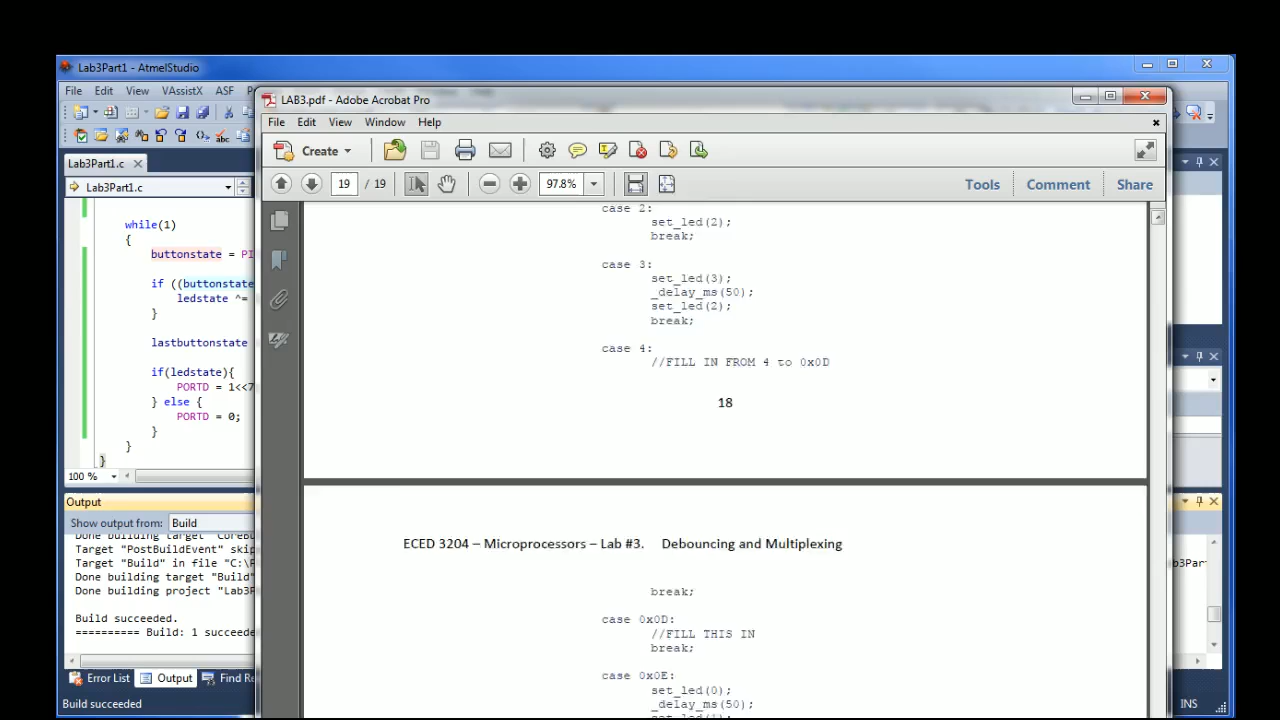 Lab3Part1 - AtmelStudio
File Edit View VAssistX ASF
LAB3.pdf - Adobe Acrobat Pro
File Edit View Window Help
Create
19 / 19 97.8% Tools Comment Share
Lab3Part1.c
Lab3Part1.c
while(1)
{
buttonstate = PI
if ((buttonstate
ledstate ^=
}
lastbuttonstate
if(ledstate){
PORTD = 1<<7
} else {
PORTD = 0;
}
}
}
100 %
case 2:
set_led(2);
break;
case 3:
set_led(3);
_delay_ms(50);
set_led(2);
break;
case 4:
//FILL IN FROM 4 to 0x0D
18
ECED 3204 – Microprocessors – Lab #3. Debouncing and Multiplexing
break;
case 0x0D:
//FILL THIS IN
break;
case 0x0E:
set_led(0);
_delay_ms(50);
Output
Show output from: Build
Done building target "CoreBu
Target "PostBuildEvent" skip
Target "Build" in file "C:\P
Done building target "Build"
Done building project "Lab3P
Build succeeded.
========== Build: 1 succeede
Error List Output Find Re
Build succeeded INS